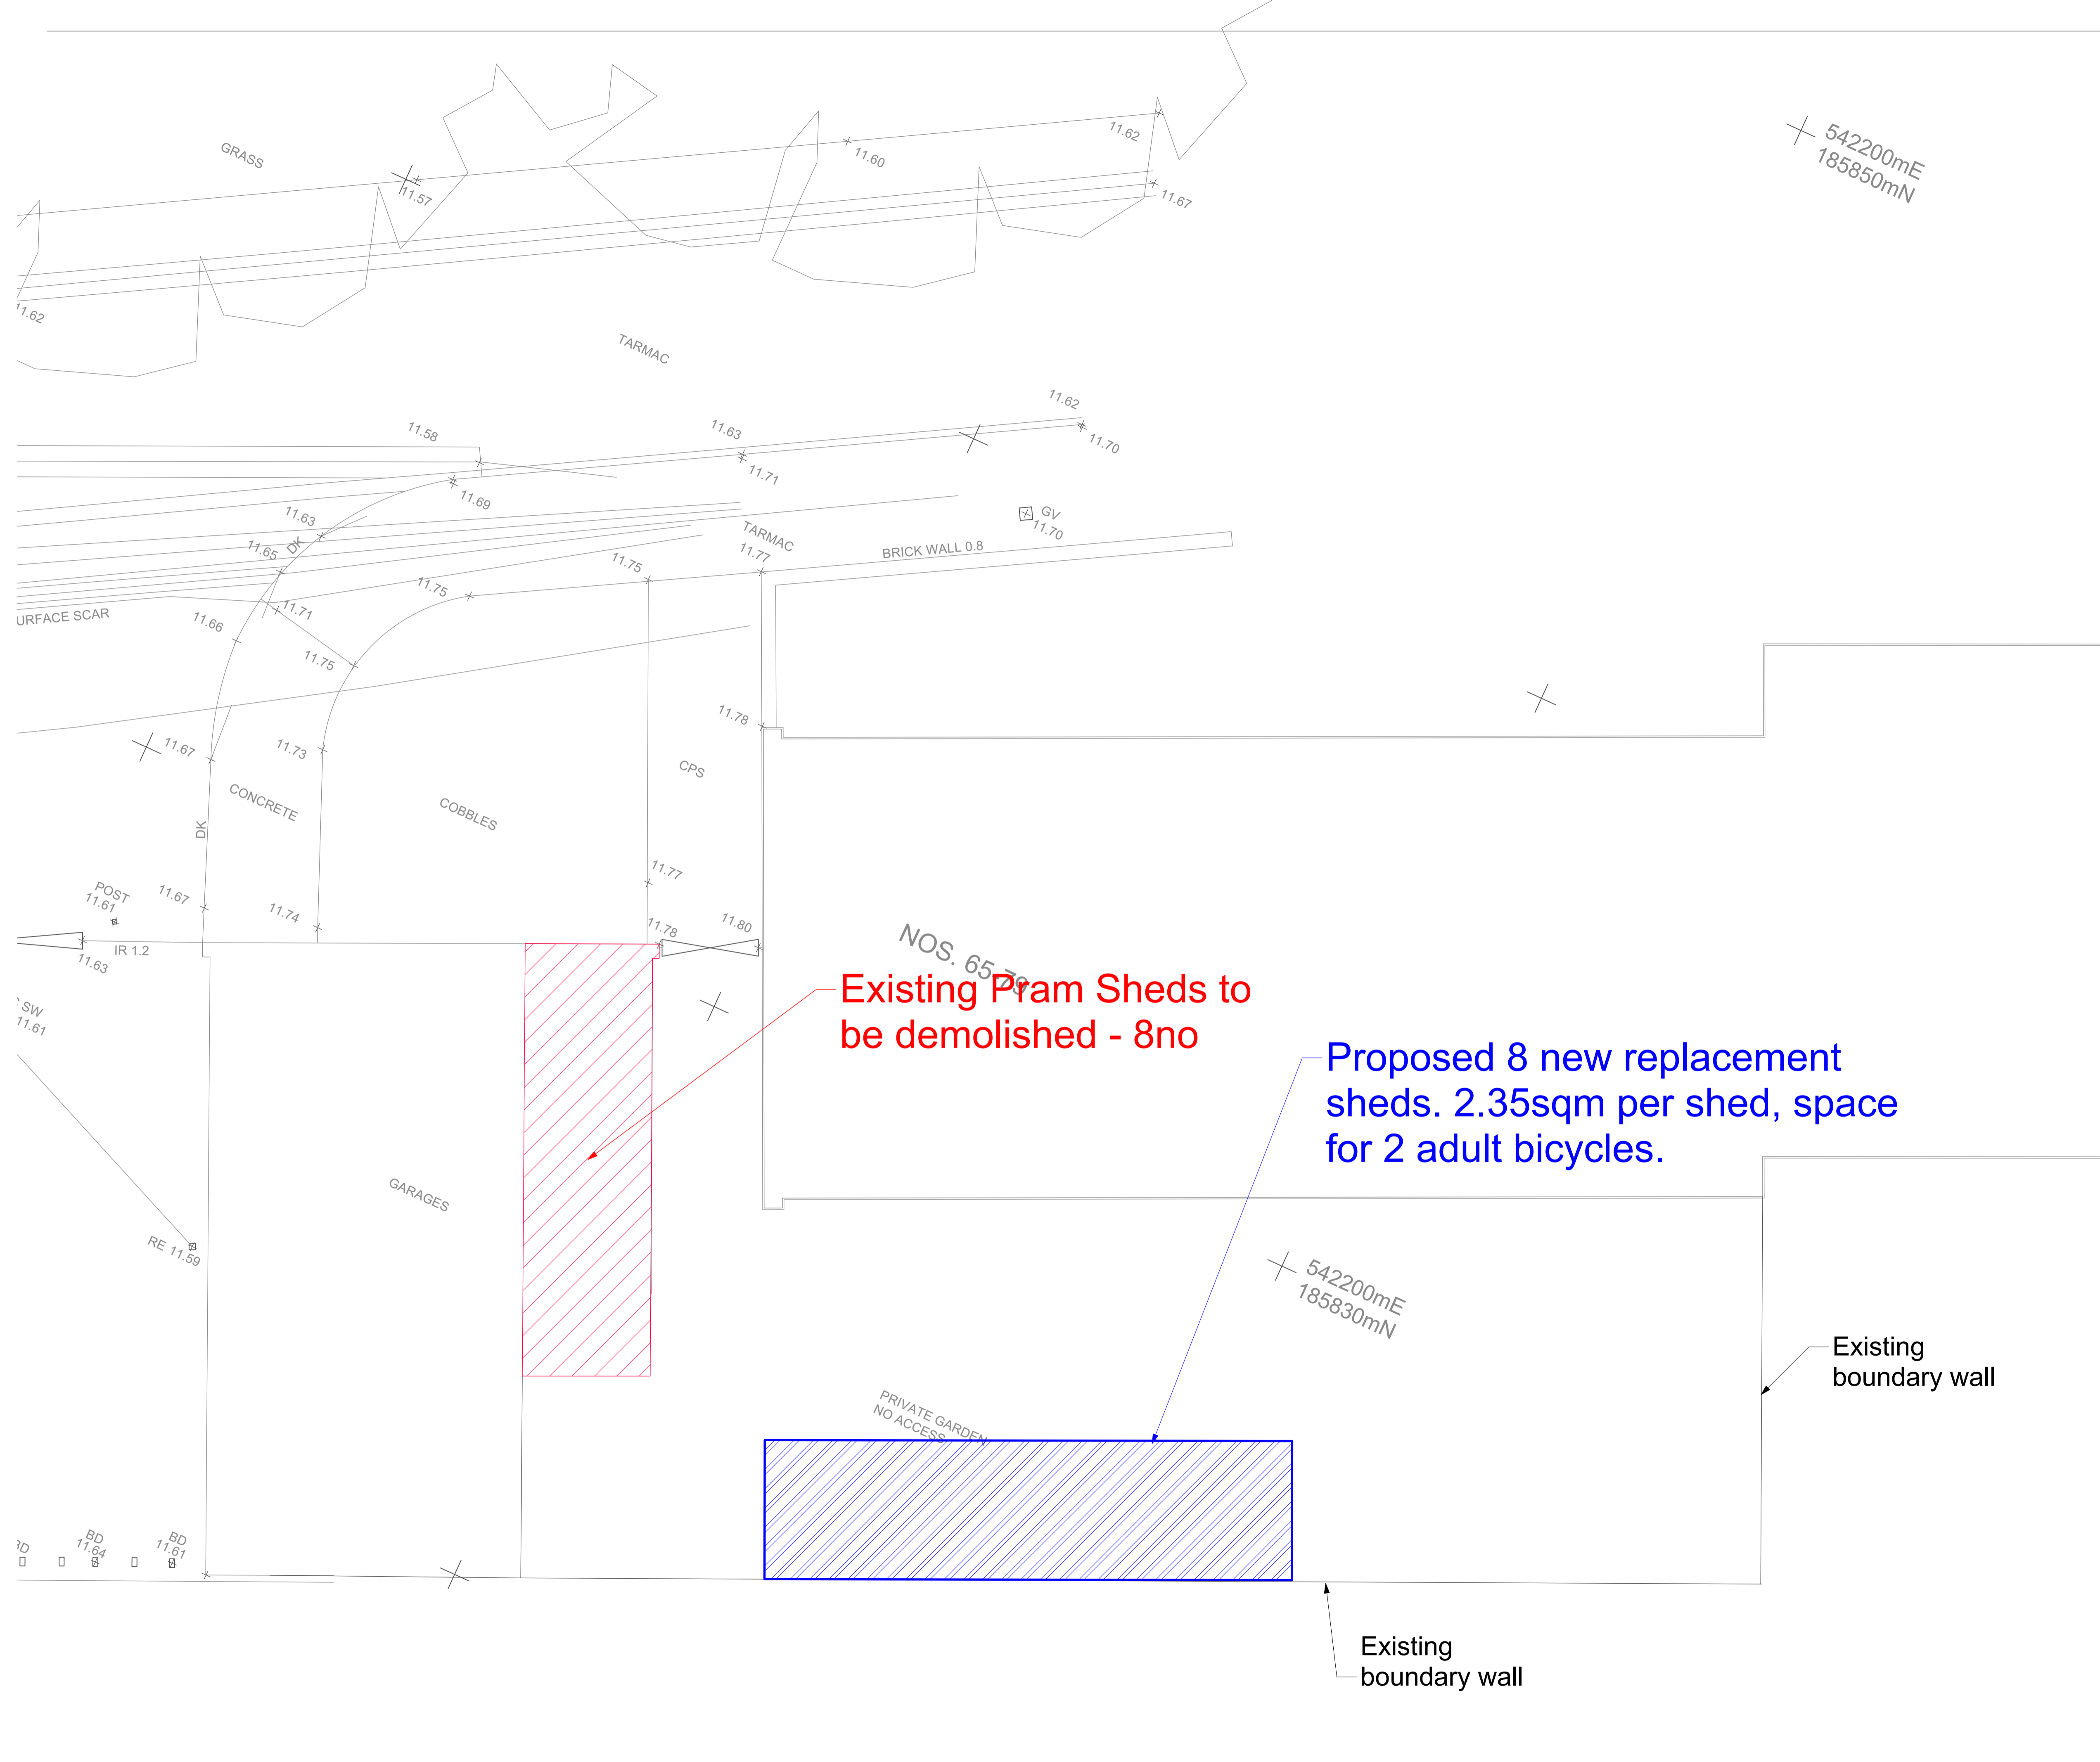 GRASS
11.57
11.60
11.62
542200mE
185850mN
11.67
11.62
TARMAC
11.62
11.58
11.63
11.70
11.71
11.69
11.63
DK
11.65
GV
11.70
TARMAC
11.77
BRICK WALL 0.8
11.75
11.75
11.71
URFACE SCAR
11.66
11.75
11.78
11.67
11.73
CPS
CONCRETE
COBBLES
DK
11.77
POST
11.61
11.67
11.74
11.78
11.80
IR 1.2
11.63
NOS. 65-79
Existing Pram Sheds to
be demolished - 8no
SW
11.61
Proposed 8 new replacement
sheds. 2.35sqm per shed, space
for 2 adult bicycles.
GARAGES
RE 11.59
542200mE
185830mN
Existing
boundary wall
PRIVATE GARDEN
NO ACCESS
BD
BD
11.64
BD
11.61
Existing
boundary wall